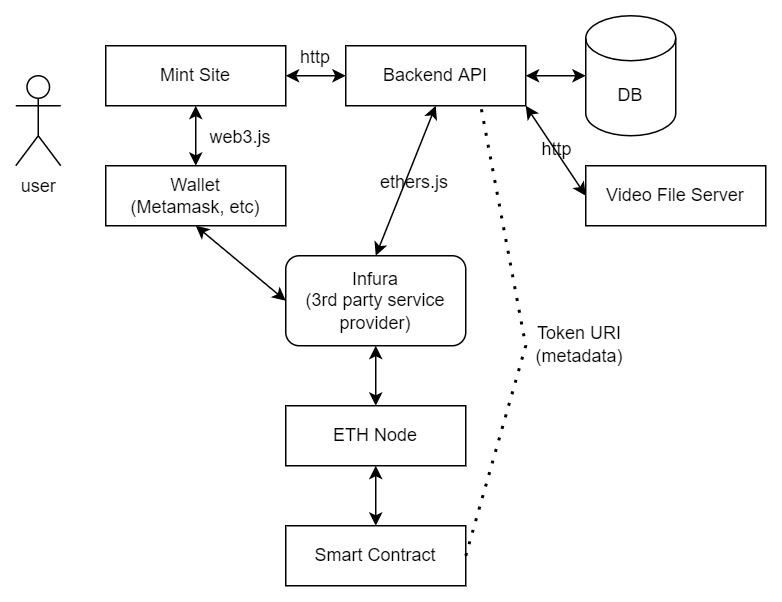 http
Mint Site
Backend API
DB
web3.js
http
user
Wallet
(Metamask, etc)
ethers.js
Video File Server
Infura
(3rd party service
provider)
Token URI
(metadata)
ETH Node
Smart Contract